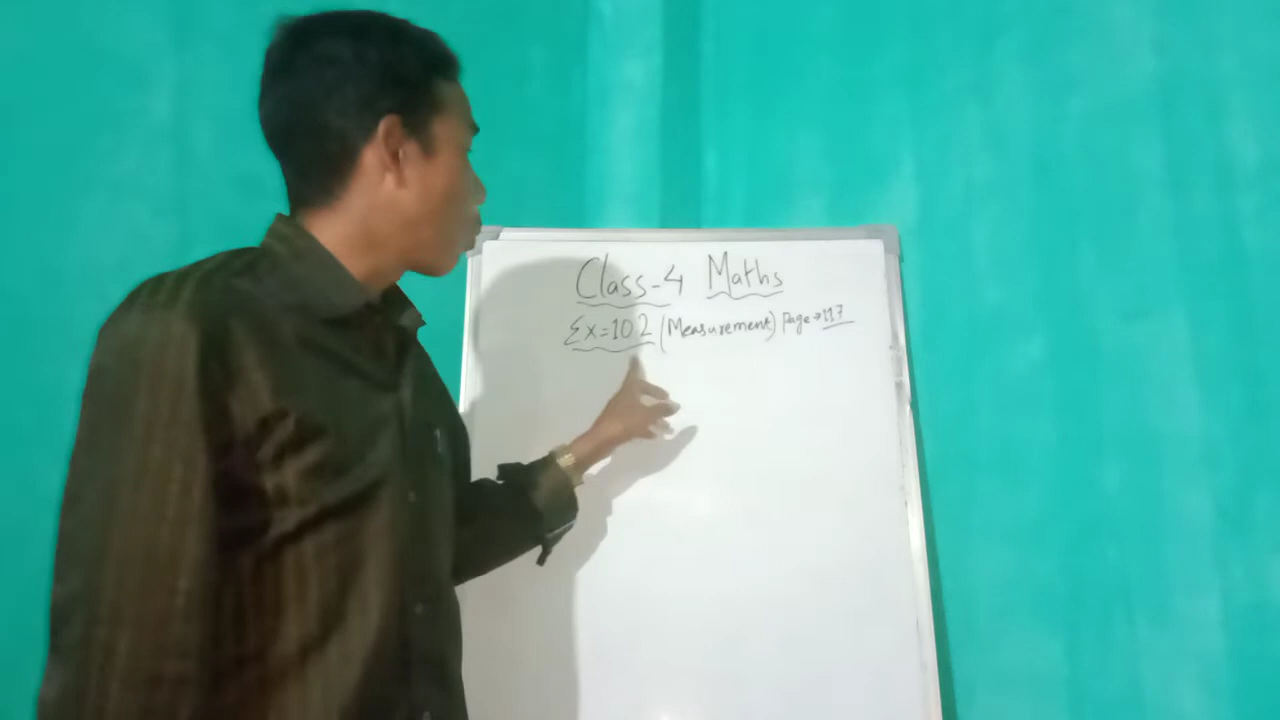 Class-4 Maths
Ex=10.2 (Measurement) Page→117